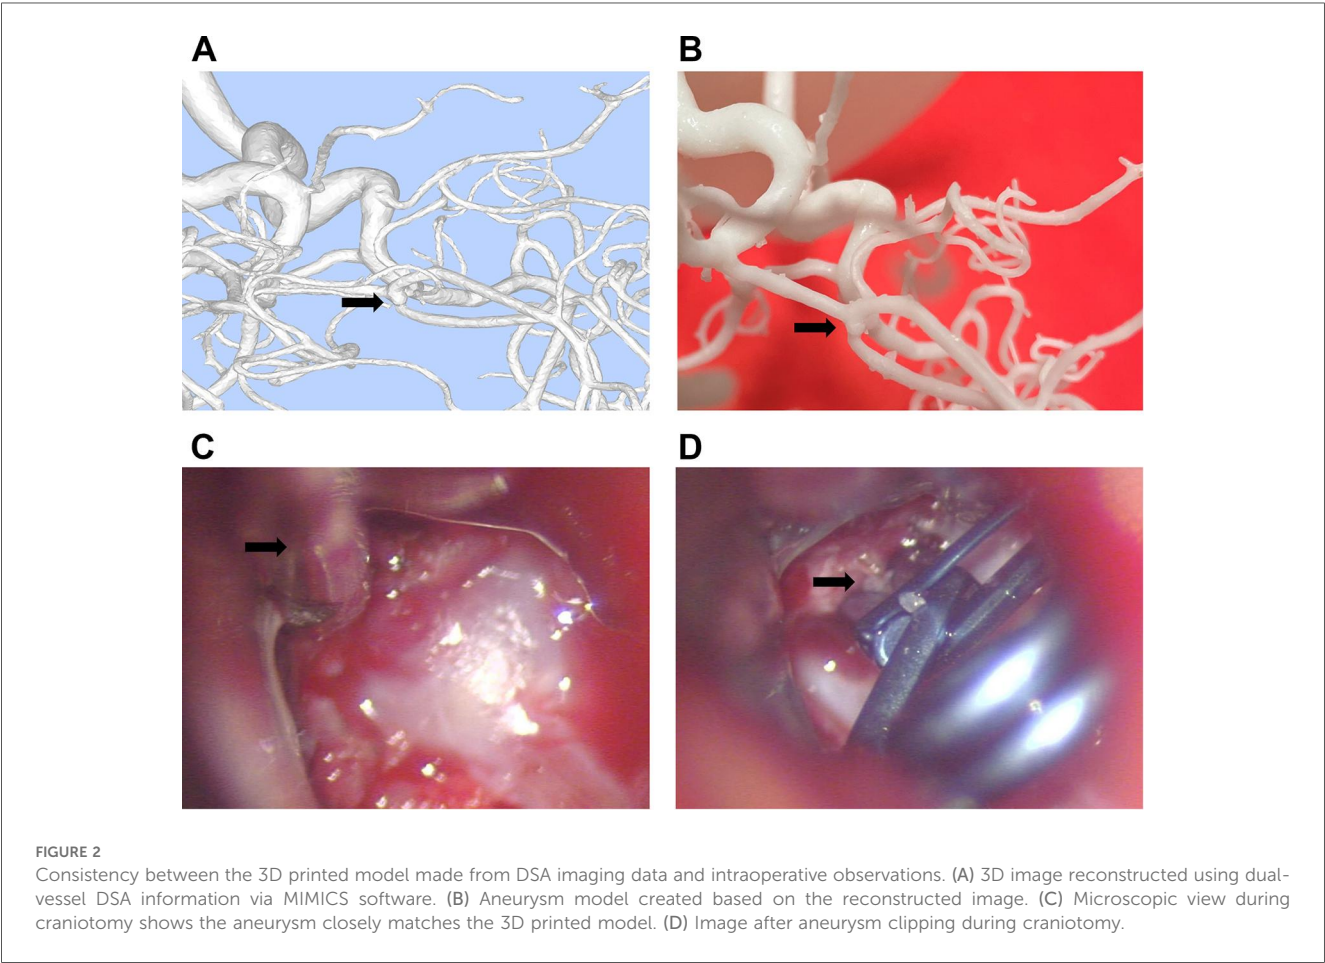 A
B
C
D
FIGURE 2
Consistency between the 3D printed model made from DSA imaging data and intraoperative observations. (A) 3D image reconstructed using dual-
vessel DSA information via MIMICS software. (B) Aneurysm model created based on the reconstructed image. (C) Microscopic view during
craniotomy shows the aneurysm closely matches the 3D printed model. (D) Image after aneurysm clipping during craniotomy.